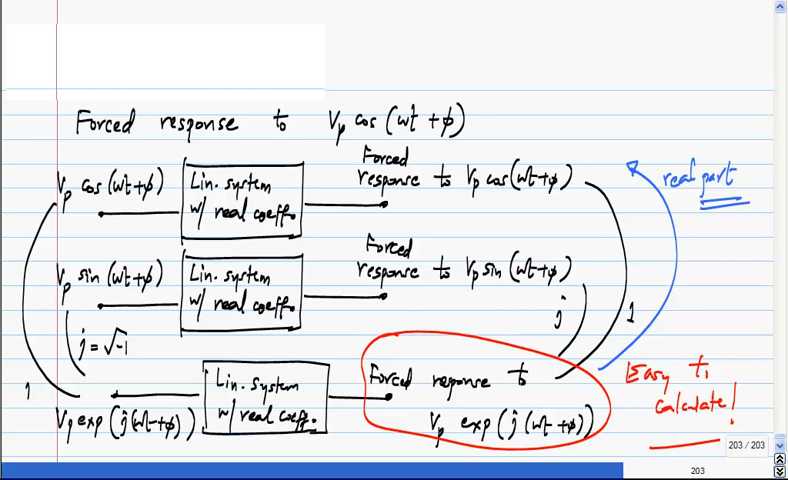 Forced response to Vp cos(ωt+φ)
Forced
Vp cos(ωt+φ) Lin. system response to Vp cos(ωt+φ) real part
w/ real coeff.
Forced
Vp sin(ωt+φ) Lin. system response to Vp sin(ωt+φ)
w/ real coeff. j 1
j = √-1
1 Lin. system Forced response to Easy to
w/ real coeff. calculate!
Vp exp(j(ωt+φ)) Vp exp(j(ωt+φ))
203 / 203
203